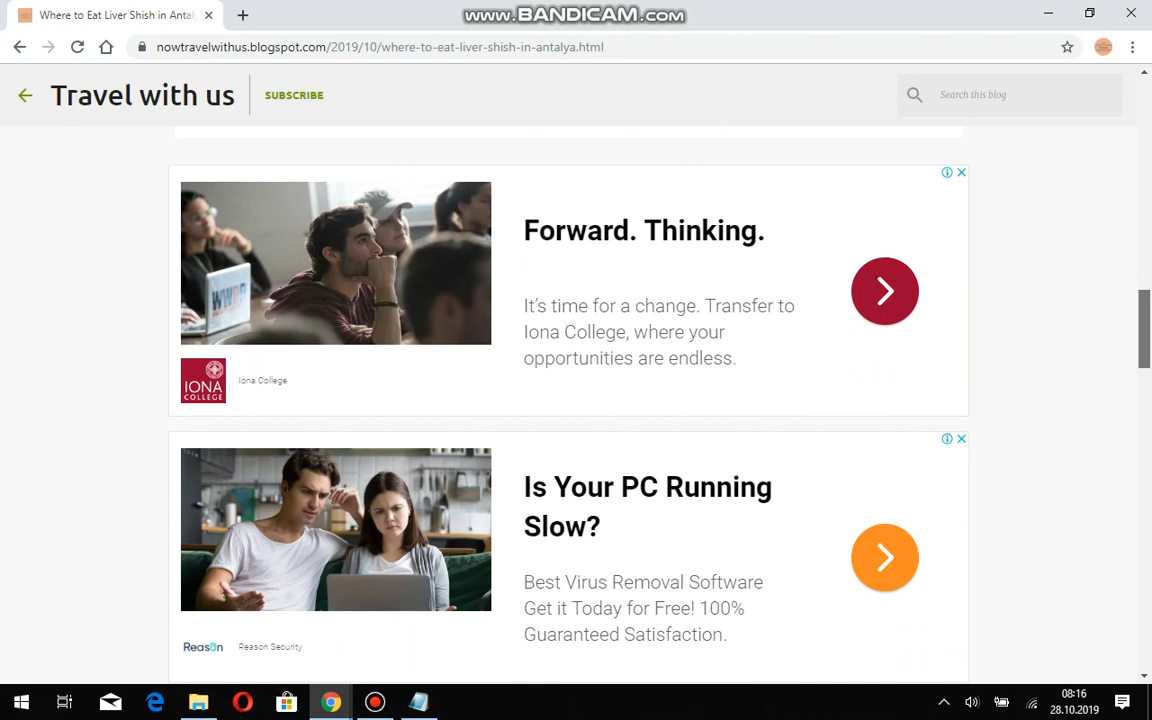 Where to Eat Liver Shish in Antal
www.BANDICAM.com
nowtravelwithus.blogspot.com/2019/10/where-to-eat-liver-shish-in-antalya.html
Travel with us
SUBSCRIBE
Search this blog
Forward. Thinking.
It's time for a change. Transfer to
Iona College, where your
opportunities are endless.
IONA
COLLEGE
Iona College
Is Your PC Running
Slow?
Best Virus Removal Software
Get it Today for Free! 100%
Guaranteed Satisfaction.
Reason
Reason Security
08:16
28.10.2019